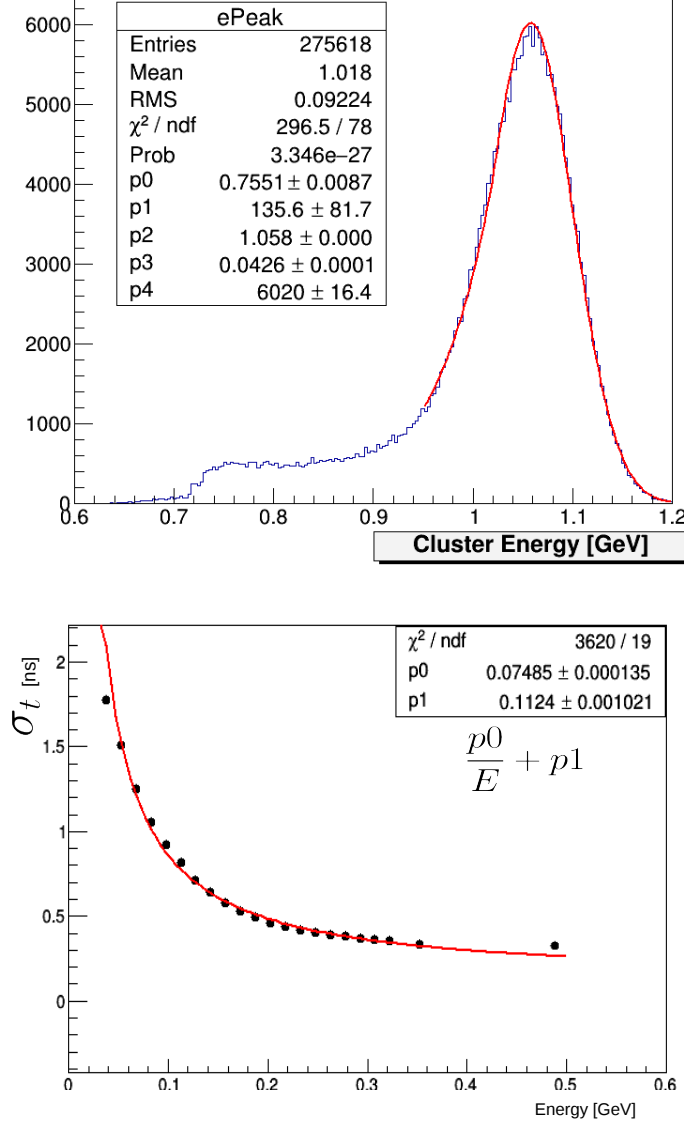 ePeak
Entries 275618
Mean 1.018
RMS 0.09224
χ² / ndf 296.5 / 78
Prob 3.346e−27
p0 0.7551 ± 0.0087
p1 135.6 ± 81.7
p2 1.058 ± 0.000
p3 0.0426 ± 0.0001
p4 6020 ± 16.4
6000
5000
4000
3000
2000
1000
0
0.6 0.7 0.8 0.9 1 1.1 1.2
Cluster Energy [GeV]
χ² / ndf 3620 / 19
p0 0.07485 ± 0.000135
p1 0.1124 ± 0.001021
p0/E + p1
σt [ns]
2
1.5
1
0.5
0
0 0.1 0.2 0.3 0.4 0.5 0.6
Energy [GeV]